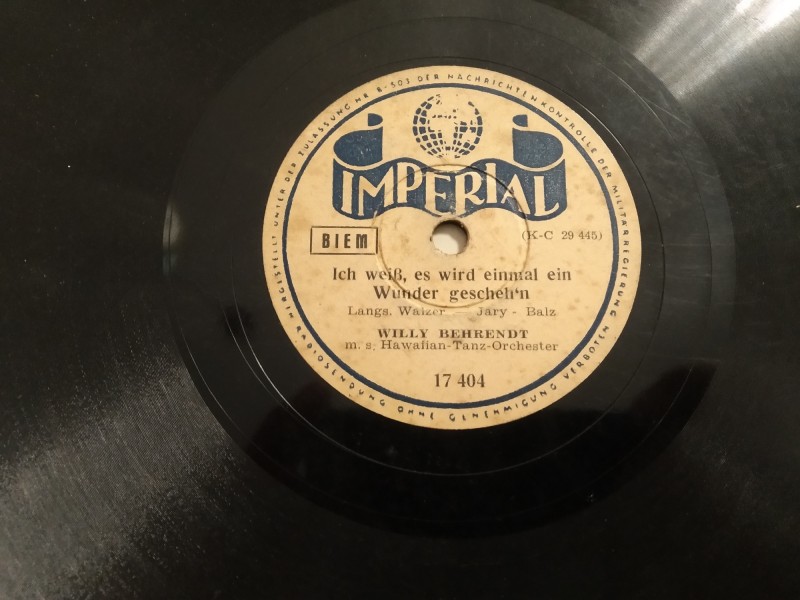 HERGESTELLT UNTER DER ZULASSUNG NR B-503 DER NACHRICHTENKONTROLLE DER MILITÄRREGIERUNG
RADIOSENDUNG OHNE GENEHMIGUNG VERBOTEN
IMPERIAL
BIEM
(K-C 29 445)
Ich weiß, es wird einmal ein
Wunder gescheh'n
Langs. Walzer Jary - Balz
WILLY BEHRENDT
m. s. Hawaiian-Tanz-Orchester
17 404